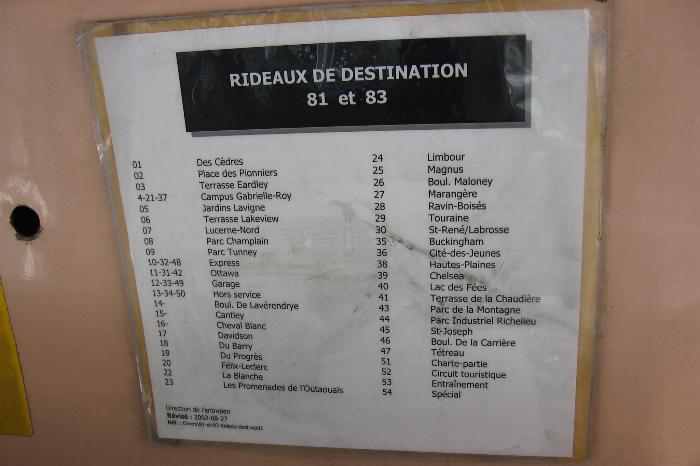 RIDEAUX DE DESTINATION
81 et 83
01 Des Cèdres
02 Place des Pionniers
03 Terrasse Eardley
4-21-37 Campus Gabrielle-Roy
05 Jardins Lavigne
06 Terrasse Lakeview
07 Lucerne-Nord
08 Parc Champlain
09 Parc Tunney
10-32-48 Express
11-31-42 Ottawa
12-33-49 Garage
13-34-50 Hors service
14- Boul. De Lavérendrye
15- Cantley
16- Cheval Blanc
17 Davidson
18 Du Barry
19 Du Progrès
20 Félix-Leclerc
22 La Blanche
23 Les Promenades de l'Outaouais
24 Limbour
25 Magnus
26 Boul. Maloney
27 Marangère
28 Ravin-Boisés
29 Touraine
30 St-René/Labrosse
35 Buckingham
36 Cité-des-Jeunes
38 Hautes-Plaines
39 Chelsea
40 Lac des Fées
41 Terrasse de la Chaudière
43 Parc de la Montagne
44 Parc Industriel Richelieu
45 St-Joseph
46 Boul. De la Carrière
47 Tétreau
51 Charte-partie
52 Circuit touristique
53 Entraînement
54 Spécial
Direction de l'entretien
Révisé : 2002-08-27
Réf. :